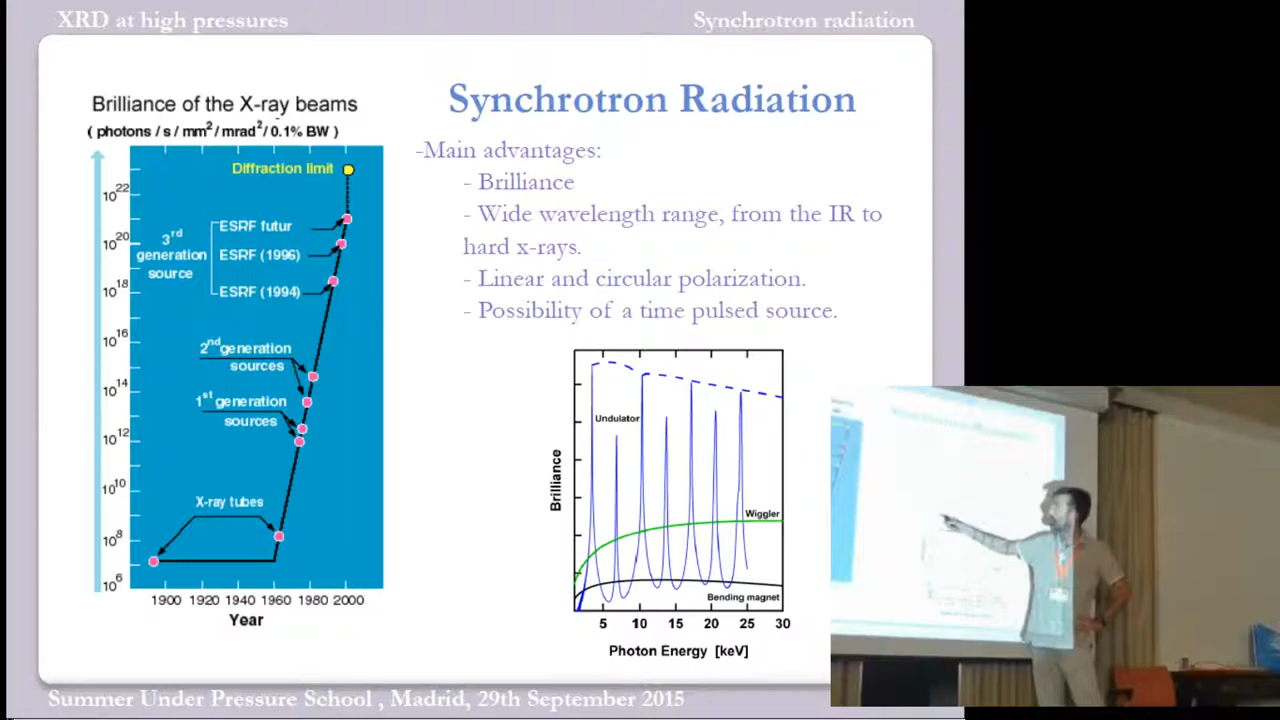 XRD at high pressures
Synchrotron radiation
Brilliance of the X-ray beams
( photons / s / mm²/ mrad²/ 0.1% BW )
Diffraction limit
10²²
10²⁰
10¹⁸
10¹⁶
10¹⁴
10¹²
10¹⁰
10⁸
10⁶
3rd
generation
source
ESRF futur
ESRF (1996)
ESRF (1994)
2nd generation
sources
1st generation
sources
X-ray tubes
1900 1920 1940 1960 1980 2000
Year
Synchrotron Radiation
-Main advantages:
- Brilliance
- Wide wavelength range, from the IR to
hard x-rays.
- Linear and circular polarization.
- Possibility of a time pulsed source.
Brilliance
Undulator
Wiggler
Bending magnet
5 10 15 20 25 30
Photon Energy [keV]
Summer Under Pressure School , Madrid, 29th September 2015